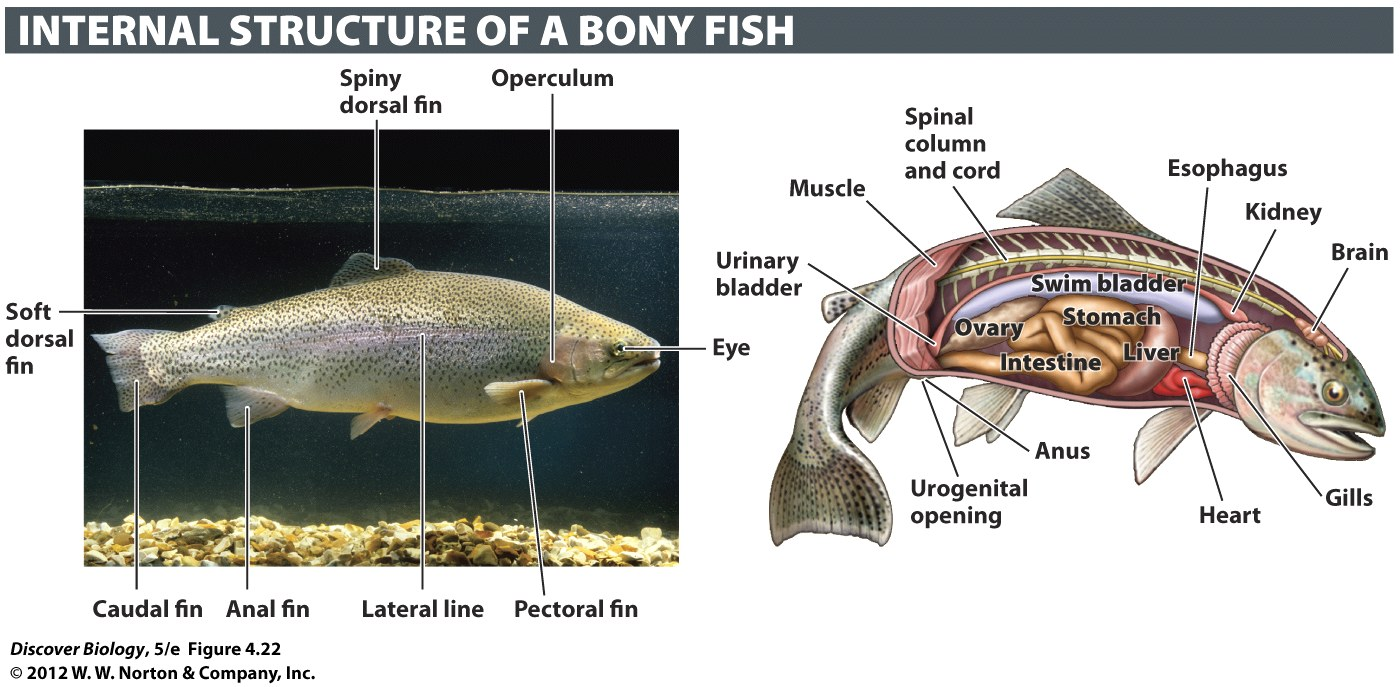 INTERNAL STRUCTURE OF A BONY FISH
Spiny
dorsal fin
Operculum
Soft
dorsal
fin
Eye
Caudal fin
Anal fin
Lateral line
Pectoral fin
Spinal
column
and cord
Muscle
Esophagus
Kidney
Brain
Urinary
bladder
Swim bladder
Ovary
Stomach
Intestine
Liver
Anus
Urogenital
opening
Heart
Gills
Discover Biology, 5/e Figure 4.22
© 2012 W. W. Norton & Company, Inc.